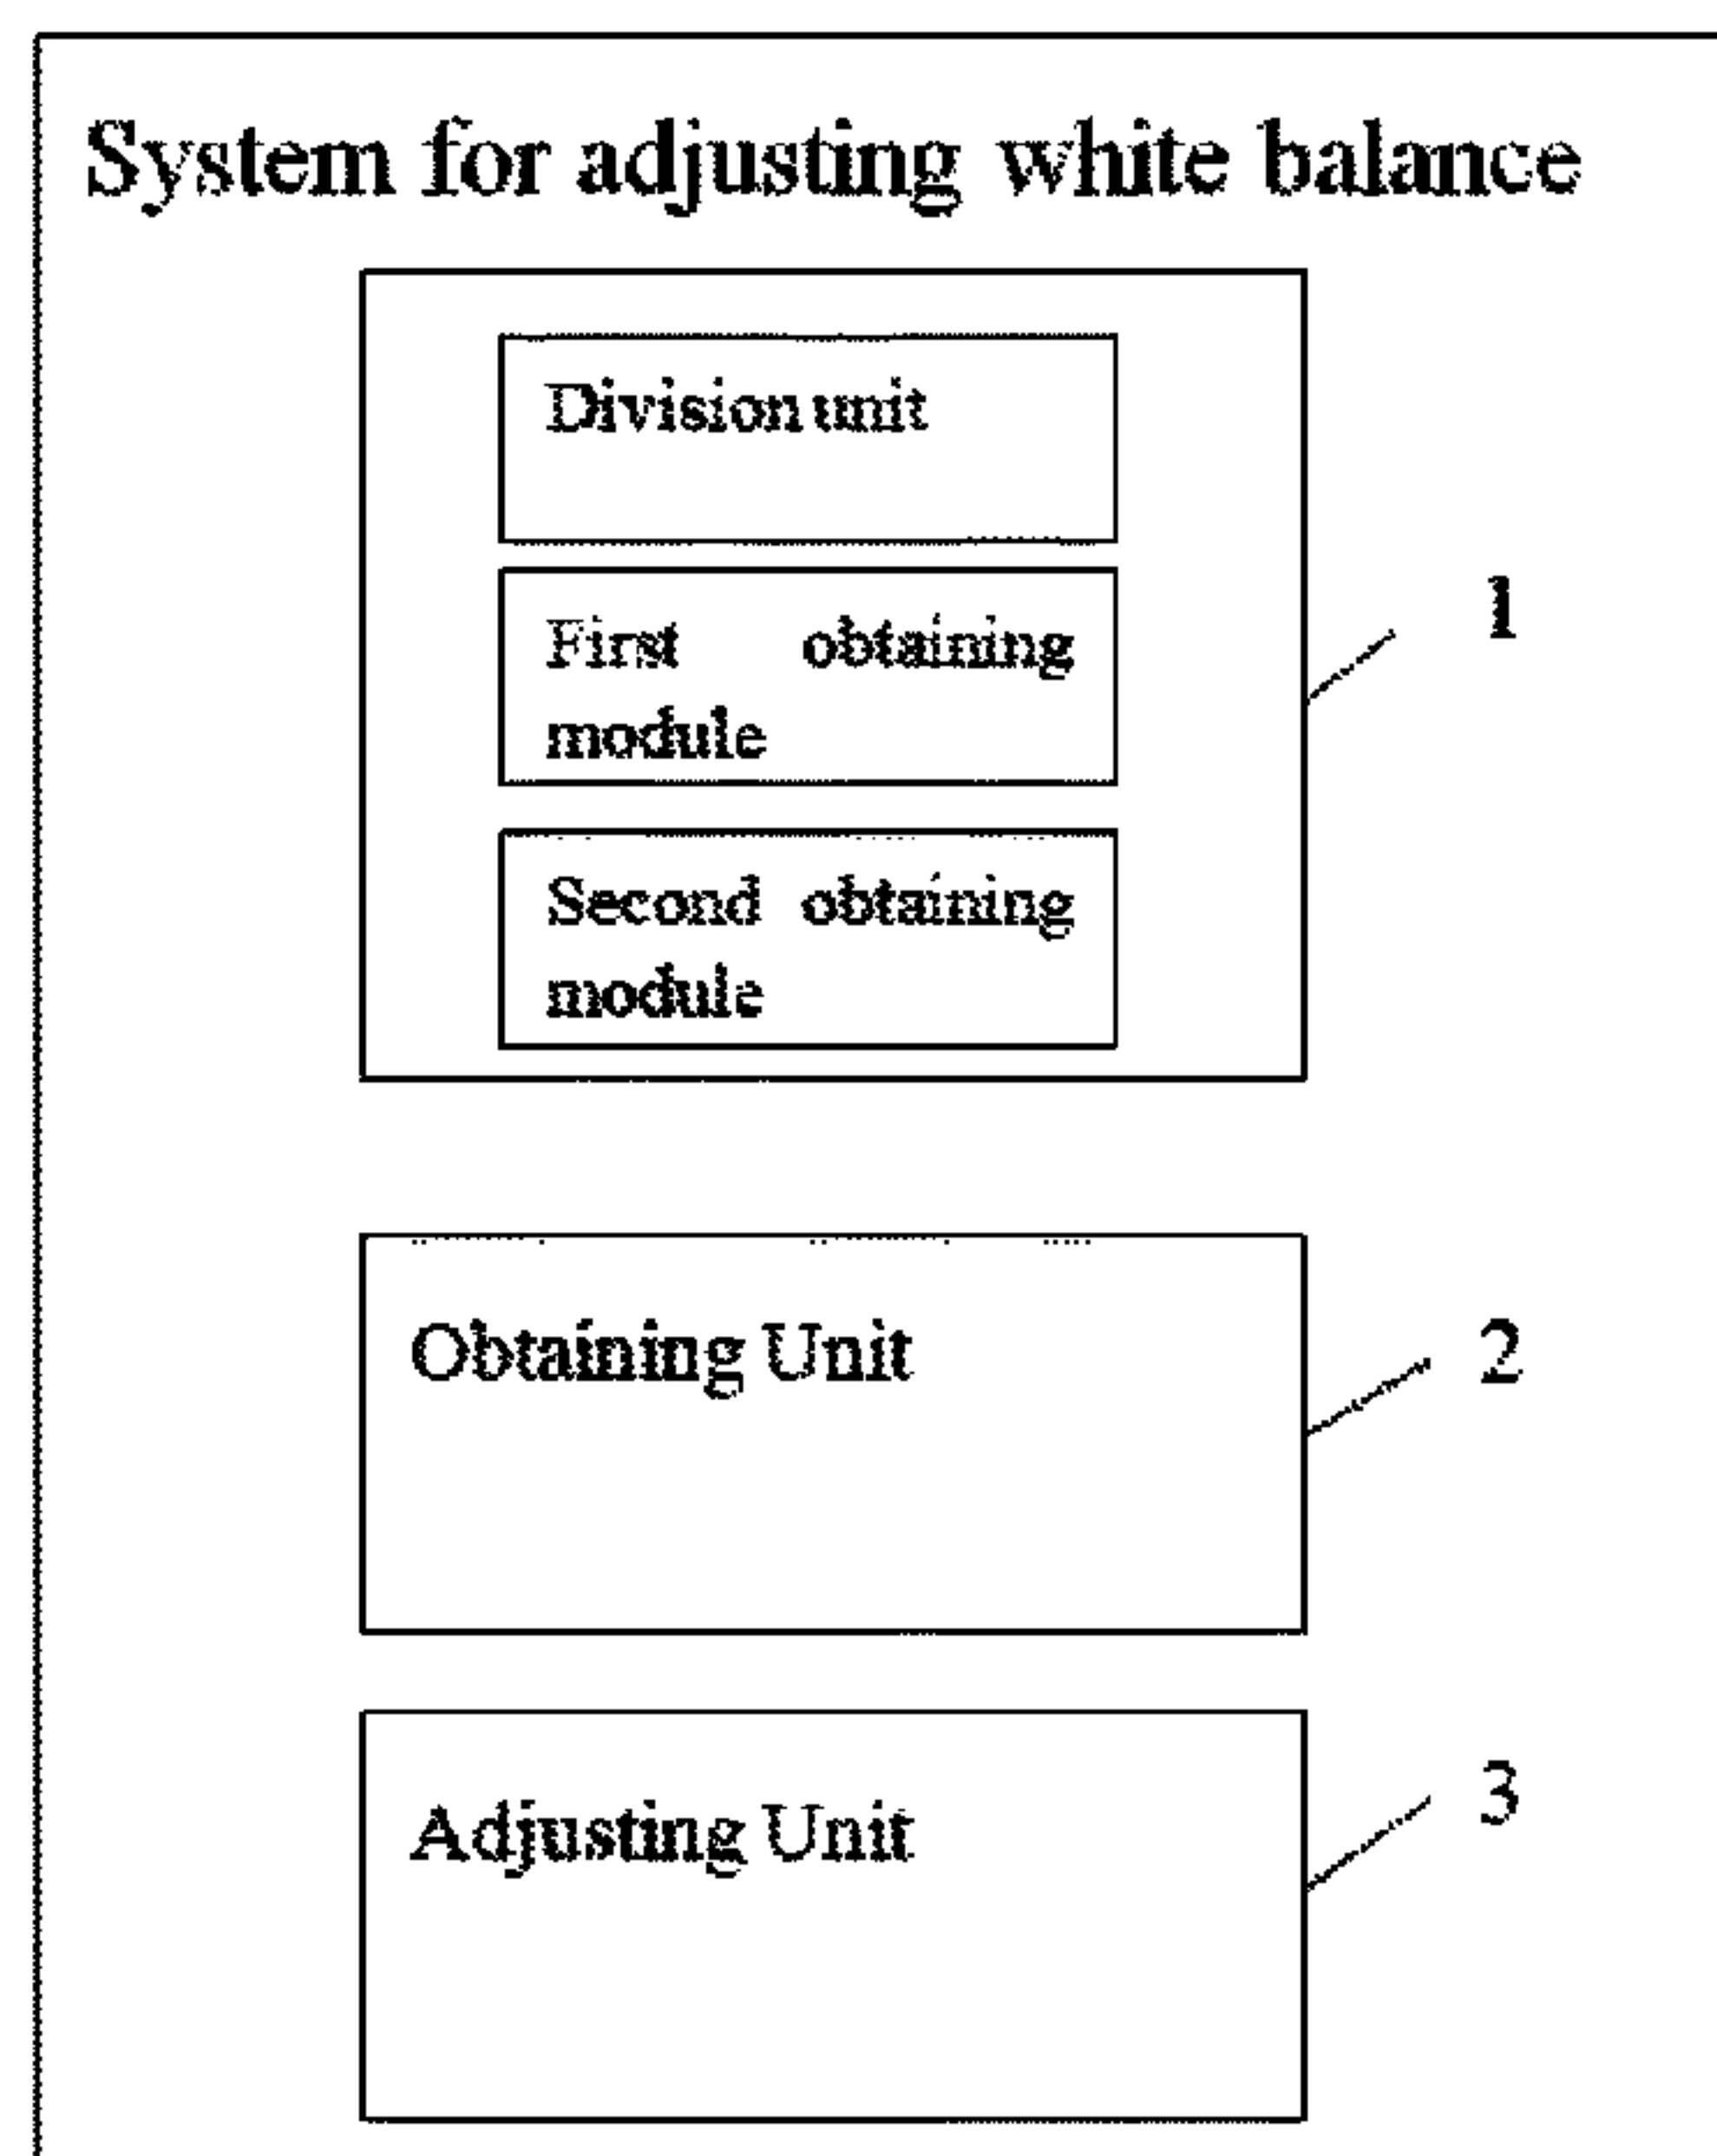 System for adjusting white balance
Division unit
First obtaining
module
1
Second obtaining
module
Obtaining Unit
2
Adjusting Unit
3